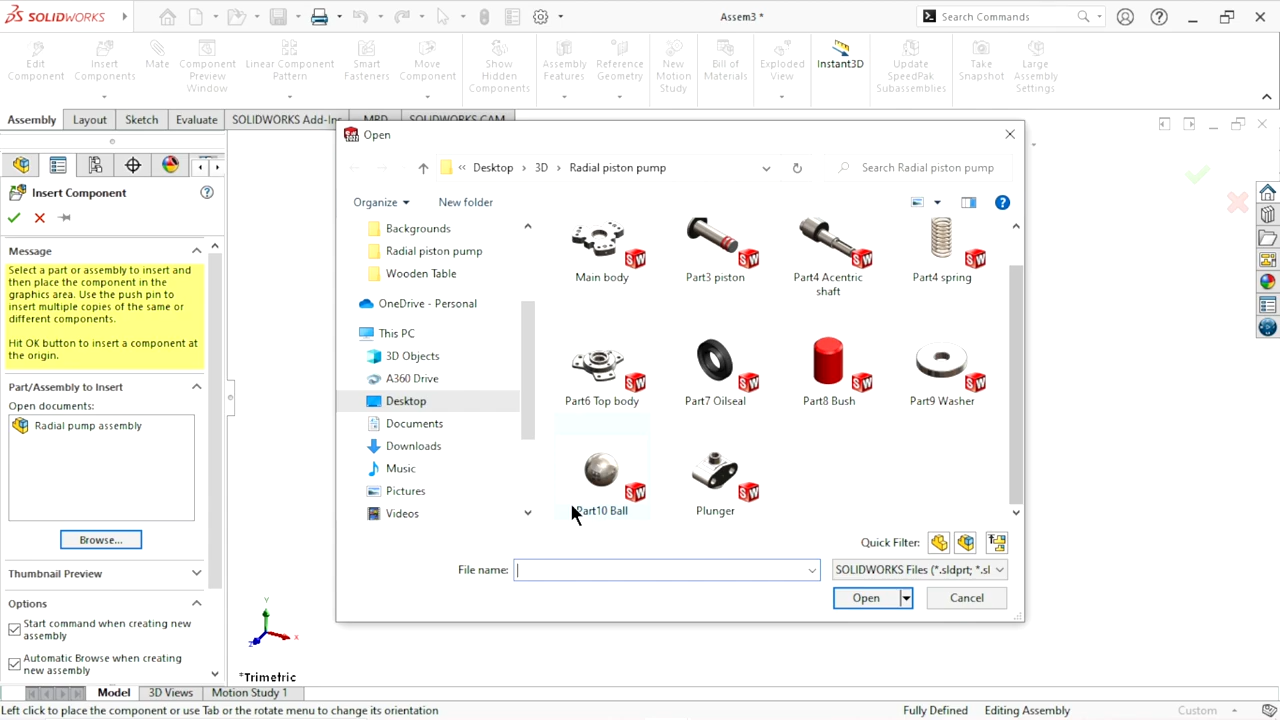 SOLIDWORKS
Assem3 *
Search Commands
Edit Component
Insert Components
Mate
Component Preview Window
Linear Component Pattern
Smart Fasteners
Move Component
Show Hidden Components
Assembly Features
Reference Geometry
New Motion Study
Bill of Materials
Exploded View
Instant3D
Update SpeedPak Subassemblies
Take Snapshot
Large Assembly Settings
Assembly
Layout
Sketch
Evaluate
SOLIDWORKS Add-Ins
MBD
SOLIDWORKS CAM
Insert Component
Message
Select a part or assembly to insert and
then place the component in the
graphics area. Use the push pin to
insert multiple copies of the same or
different components.
Hit OK button to insert a component at
the origin.
Part/Assembly to Insert
Open documents:
Radial pump assembly
Browse...
Thumbnail Preview
Options
Start command when creating new
assembly
Automatic Browse when creating
new assembly
Open
« Desktop › 3D › Radial piston pump
Search Radial piston pump
Organize
New folder
Backgrounds
Radial piston pump
Wooden Table
OneDrive - Personal
This PC
3D Objects
A360 Drive
Desktop
Documents
Downloads
Music
Pictures
Videos
Main body
Part3 piston
Part4 Acentric
shaft
Part4 spring
Part6 Top body
Part7 Oilseal
Part8 Bush
Part9 Washer
Part10 Ball
Plunger
Quick Filter:
File name:
SOLIDWORKS Files (*.sldprt; *.sl
Open
Cancel
Y
X
Z
*Trimetric
Model
3D Views
Motion Study 1
Left click to place the component or use Tab or the rotate menu to change its orientation
Fully Defined
Editing Assembly
Custom